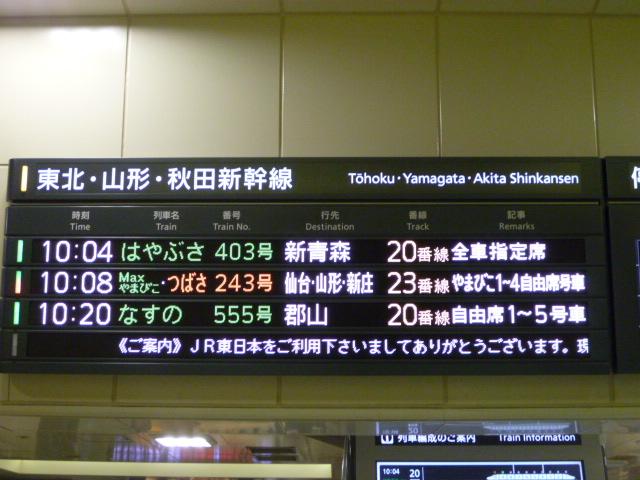 東北・山形・秋田新幹線 Tōhoku・Yamagata・Akita Shinkansen
時刻 列車名 番号 行先 番線 記事
Time Train Train No. Destination Track Remarks
10:04 はやぶさ 403号 新青森 20番線 全車指定席
10:08 Maxやまびこ・つばさ 243号 仙台・山形・新庄 23番線 やまびこ1~4自由席号車
10:20 なすの 555号 郡山 20番線 自由席1~5号車
《ご案内》JR東日本をご利用下さいましてありがとうございます。現
列車編成のご案内 Train Information
10:04 20